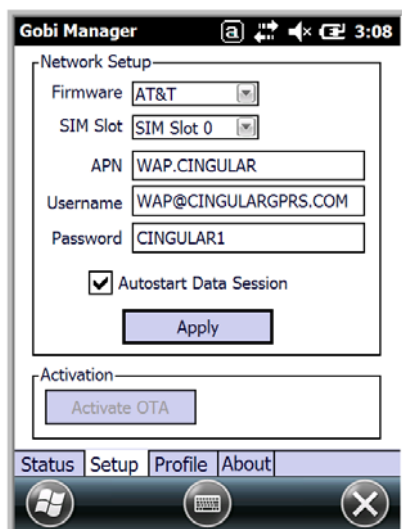 Gobi Manager a 3:08
Network Setup
Firmware AT&T
SIM Slot SIM Slot 0
APN WAP.CINGULAR
Username WAP@CINGULARGPRS.COM
Password CINGULAR1
Autostart Data Session
Apply
Activation
Activate OTA
Status Setup Profile About